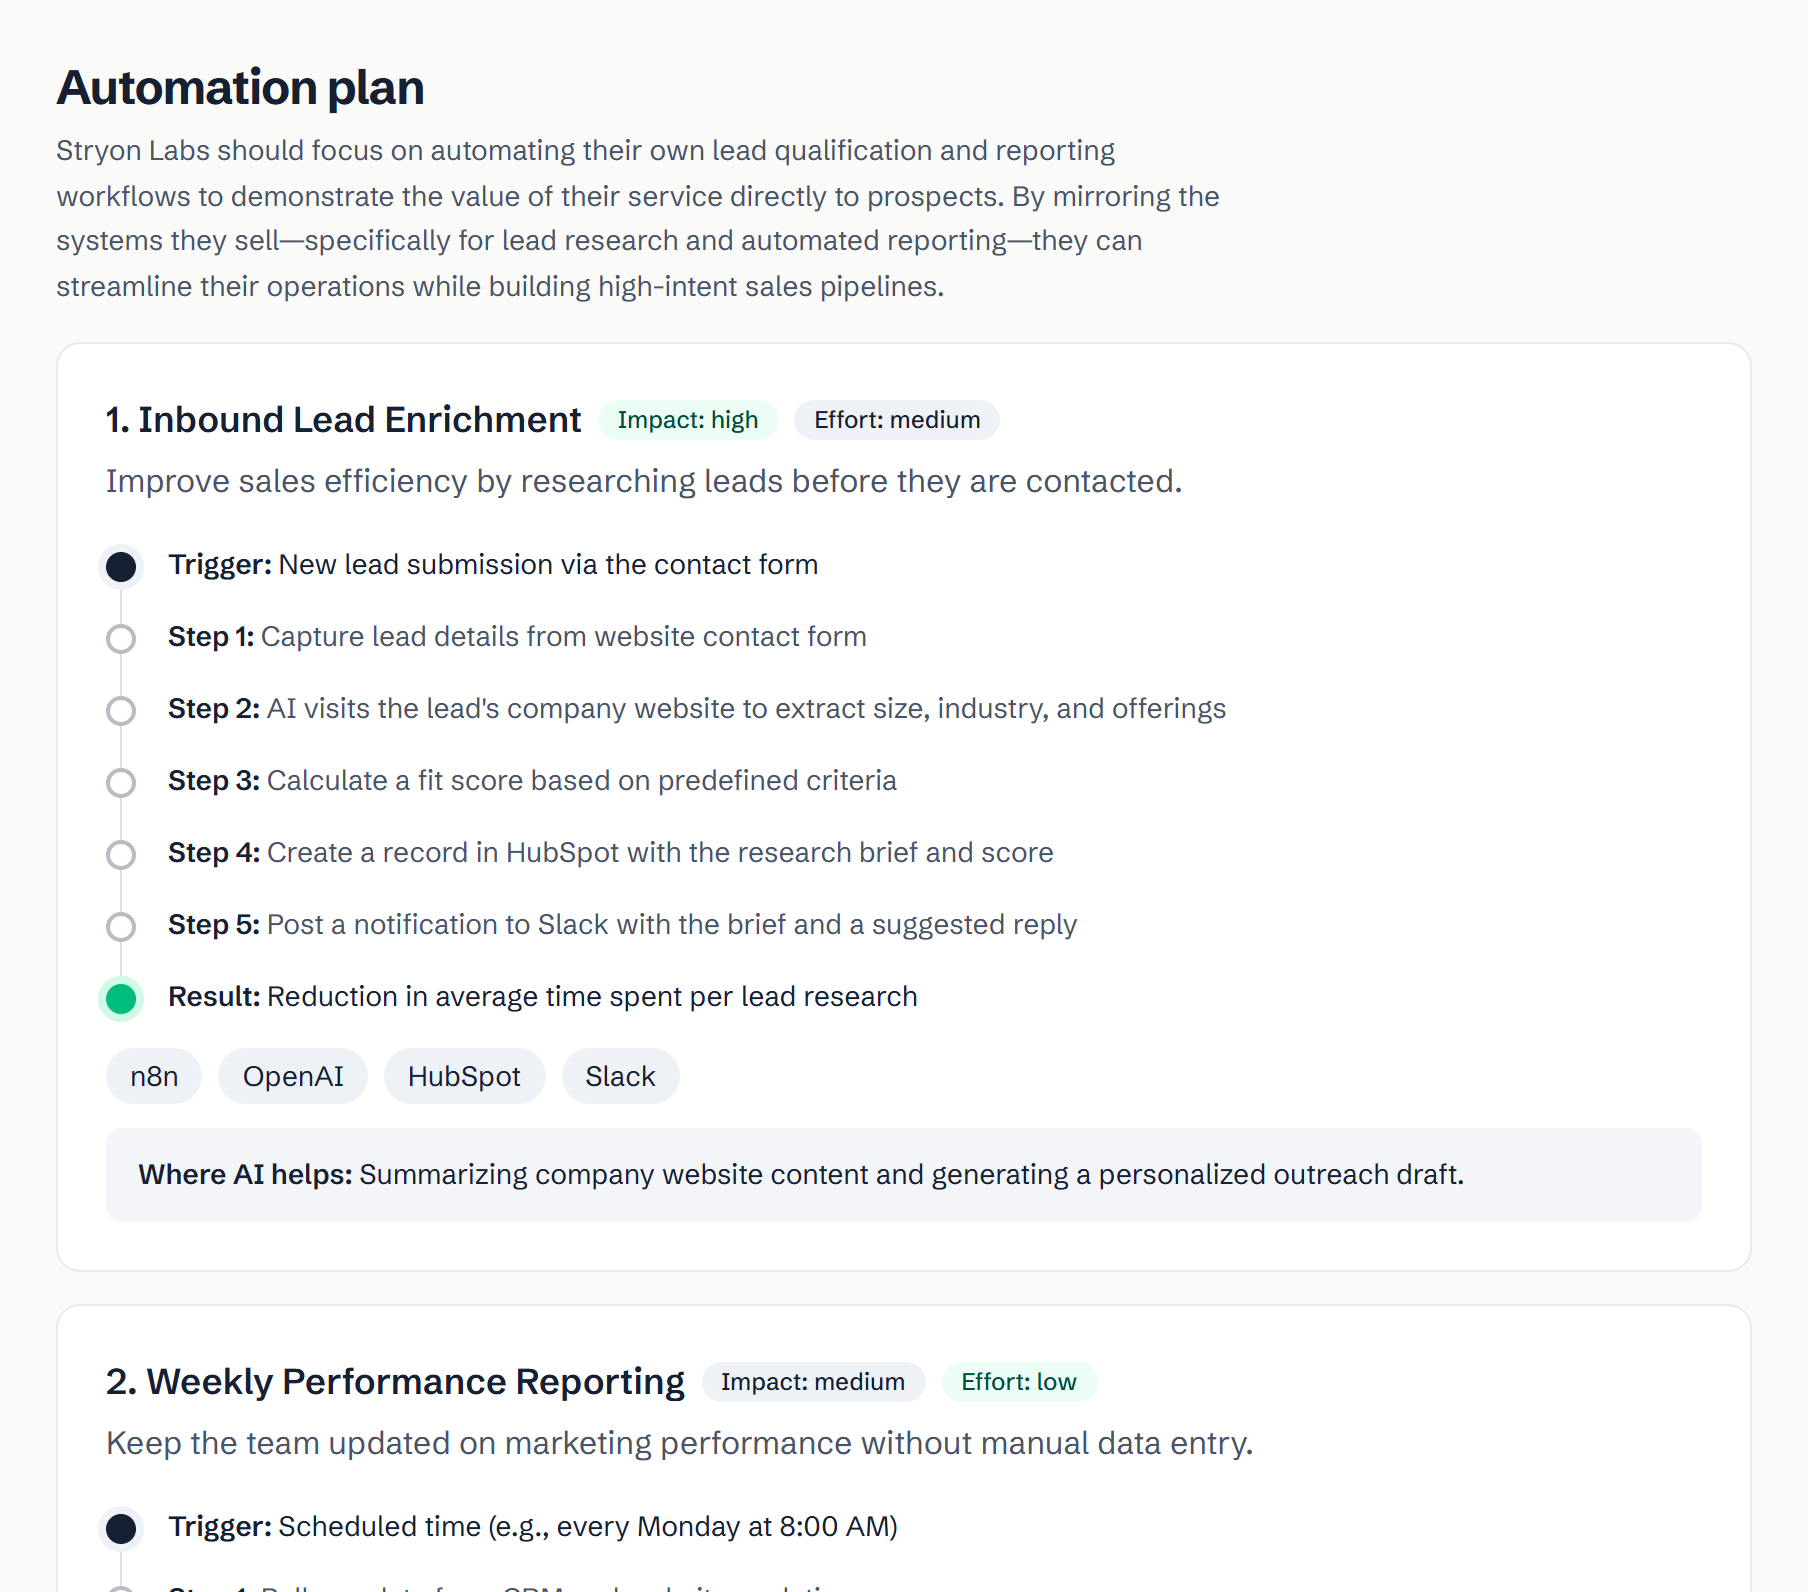 Automation plan
Stryon Labs should focus on automating their own lead qualification and reporting
workflows to demonstrate the value of their service directly to prospects. By mirroring the
systems they sell—specifically for lead research and automated reporting—they can
streamline their operations while building high-intent sales pipelines.
1. Inbound Lead Enrichment Impact: high Effort: medium
Improve sales efficiency by researching leads before they are contacted.
Trigger: New lead submission via the contact form
Step 1: Capture lead details from website contact form
Step 2: AI visits the lead's company website to extract size, industry, and offerings
Step 3: Calculate a fit score based on predefined criteria
Step 4: Create a record in HubSpot with the research brief and score
Step 5: Post a notification to Slack with the brief and a suggested reply
Result: Reduction in average time spent per lead research
n8n OpenAI HubSpot Slack
Where AI helps: Summarizing company website content and generating a personalized outreach draft.
2. Weekly Performance Reporting Impact: medium Effort: low
Keep the team updated on marketing performance without manual data entry.
Trigger: Scheduled time (e.g., every Monday at 8:00 AM)